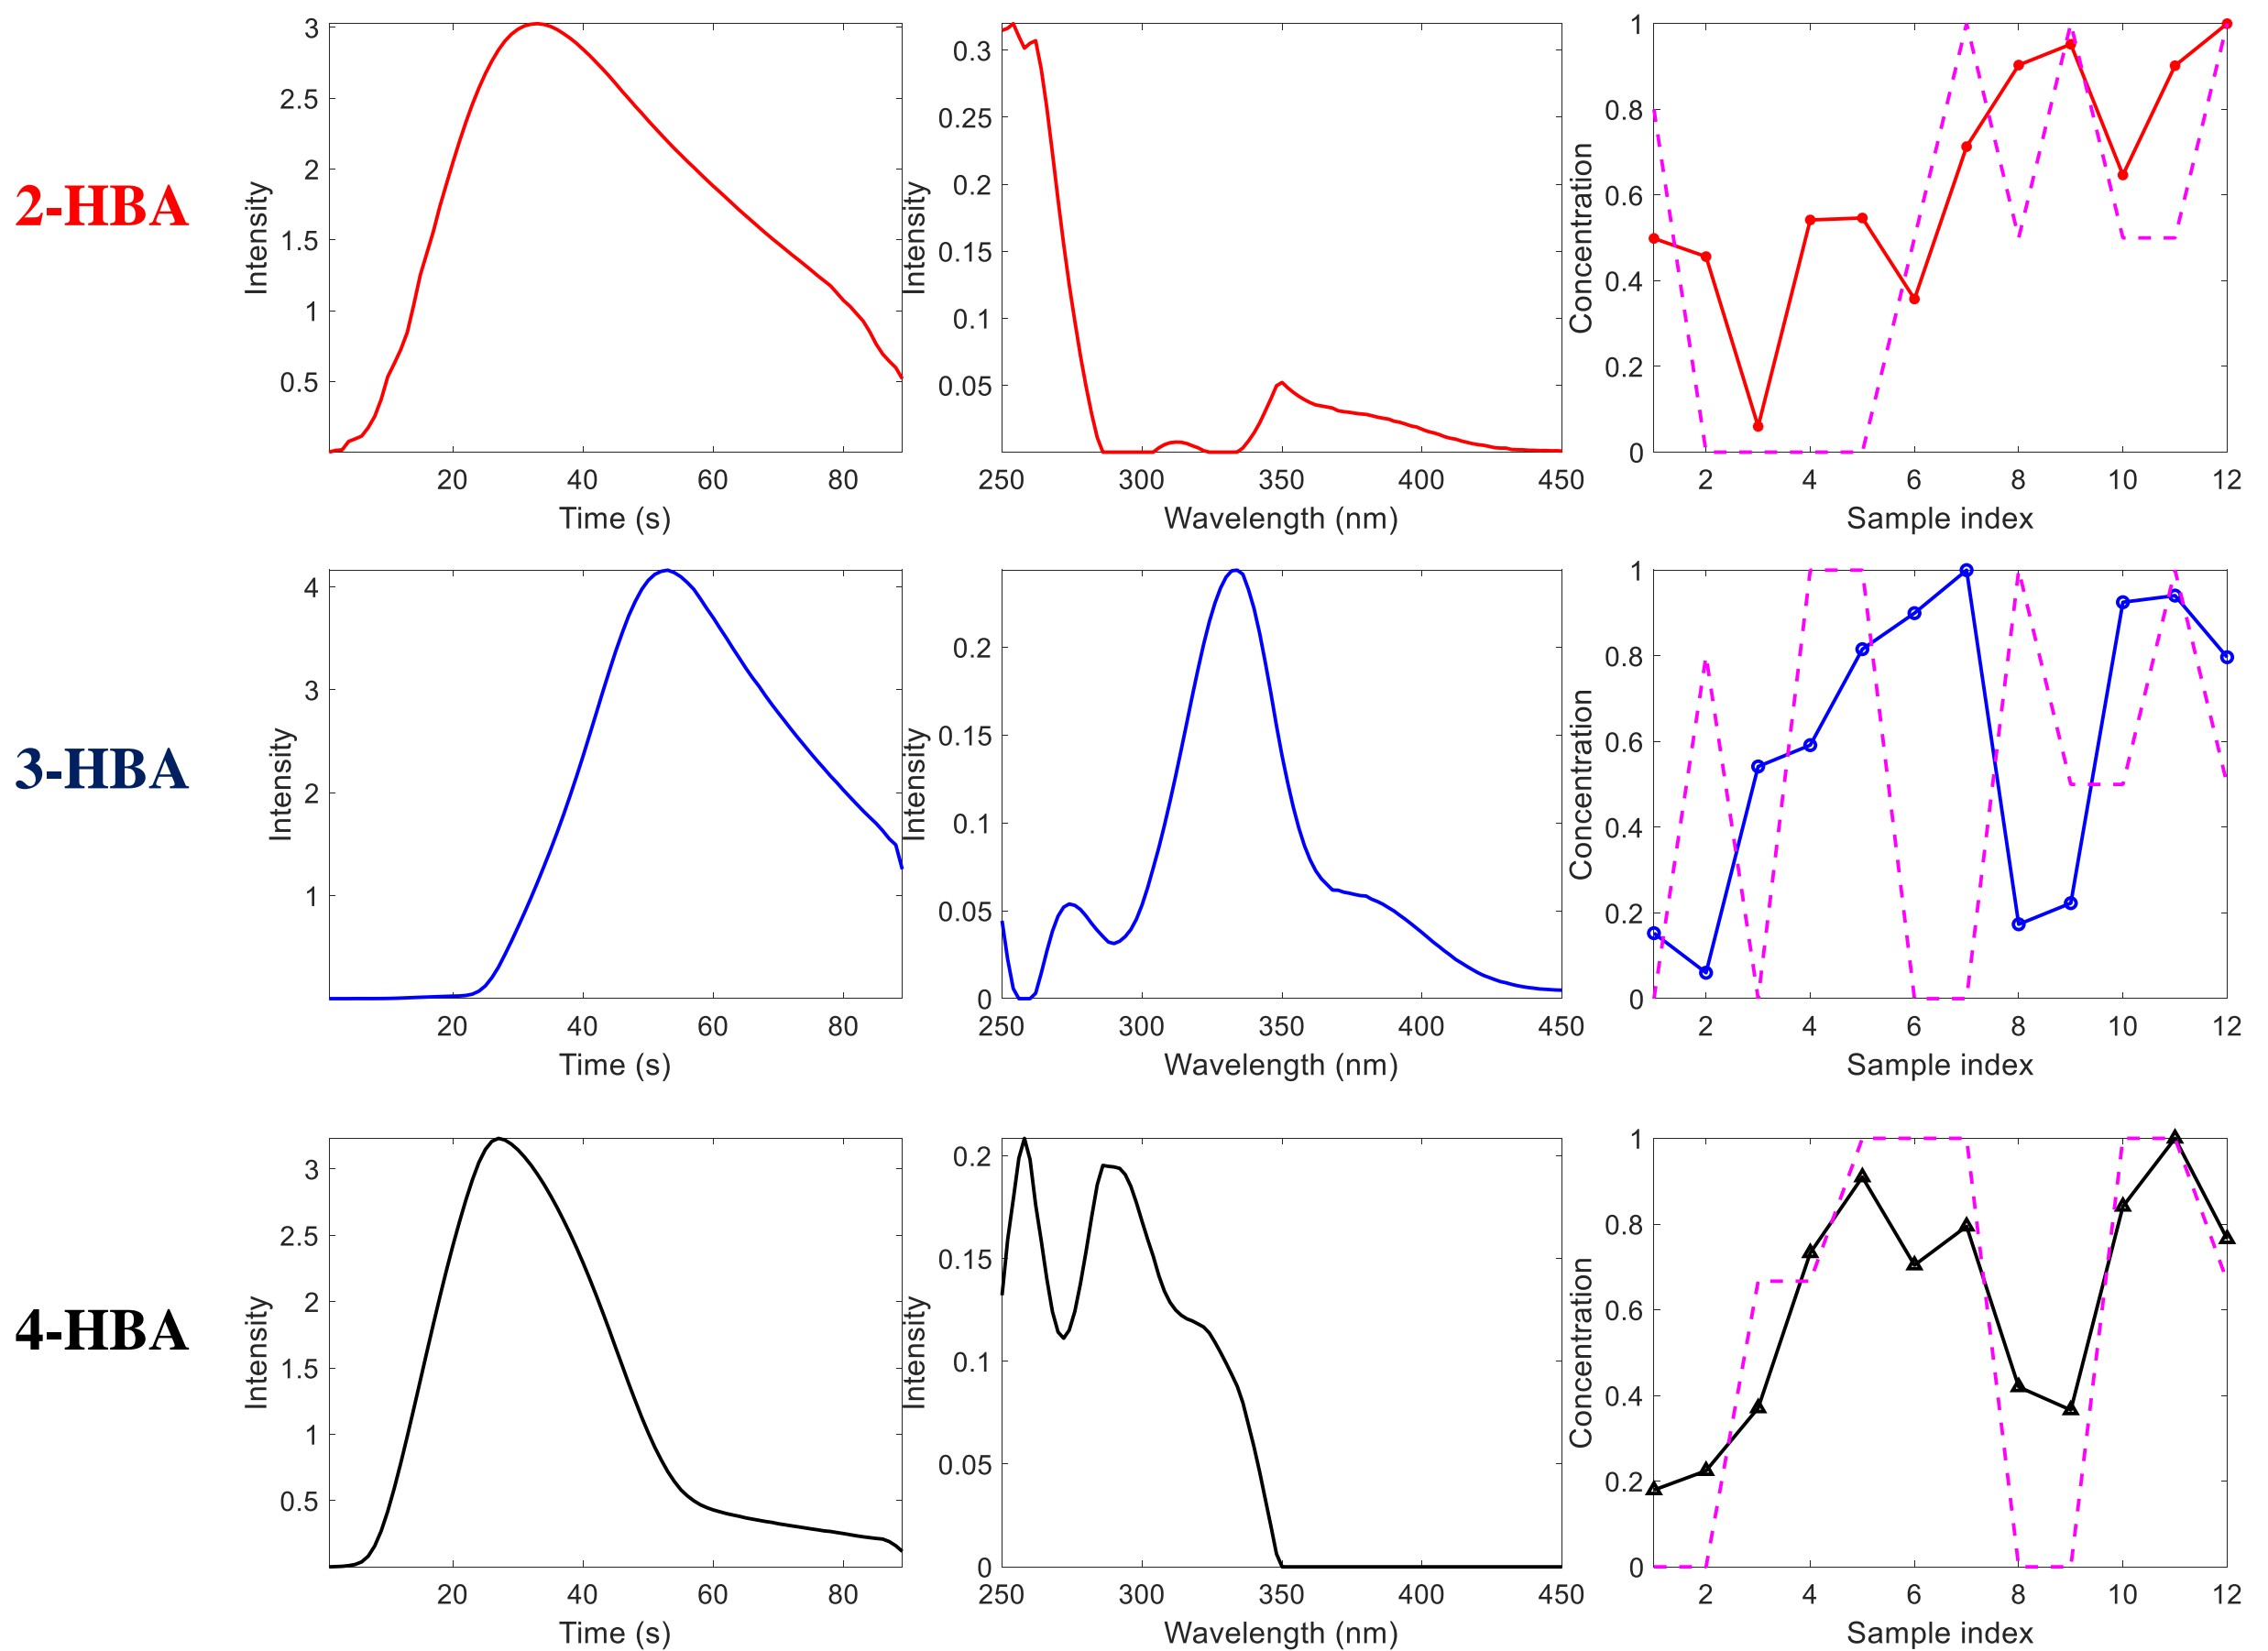 2-HBA
3
2.5
2
1.5
1
0.5
20 40 60 80
Time (s)
Intensity
0.3
0.25
0.2
0.15
0.1
0.05
250 300 350 400 450
Wavelength (nm)
Intensity
1
0.8
0.6
0.4
0.2
0
2 4 6 8 10 12
Sample index
Concentration
3-HBA
4
3
2
1
20 40 60 80
Time (s)
Intensity
0.2
0.15
0.1
0.05
0
250 300 350 400 450
Wavelength (nm)
Intensity
1
0.8
0.6
0.4
0.2
0
2 4 6 8 10 12
Sample index
Concentration
4-HBA
3
2.5
2
1.5
1
0.5
20 40 60 80
Time (s)
Intensity
0.2
0.15
0.1
0.05
0
250 300 350 400 450
Wavelength (nm)
Intensity
1
0.8
0.6
0.4
0.2
0
2 4 6 8 10 12
Sample index
Concentration